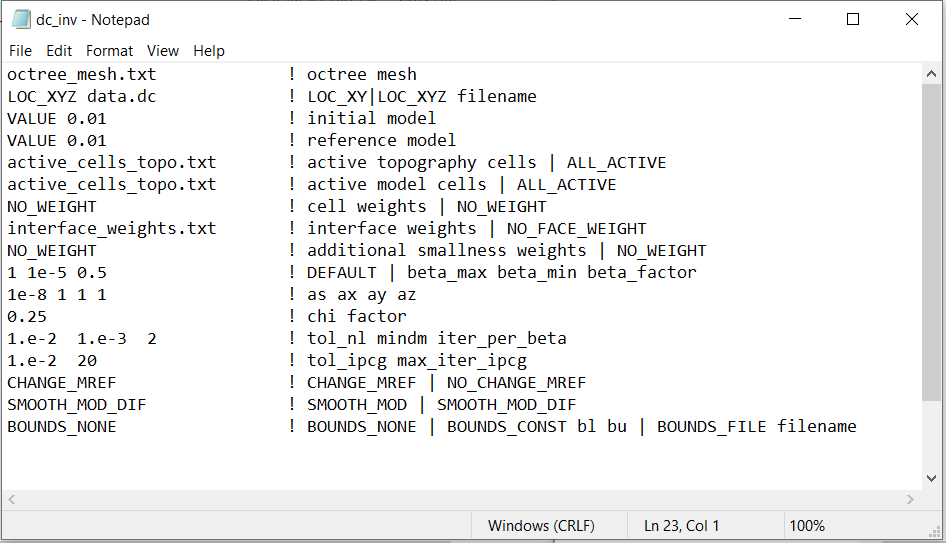 dc_inv - Notepad
File Edit Format View Help
octree_mesh.txt ! octree mesh
LOC_XYZ data.dc ! LOC_XY|LOC_XYZ filename
VALUE 0.01 ! initial model
VALUE 0.01 ! reference model
active_cells_topo.txt ! active topography cells | ALL_ACTIVE
active_cells_topo.txt ! active model cells | ALL_ACTIVE
NO_WEIGHT ! cell weights | NO_WEIGHT
interface_weights.txt ! interface weights | NO_FACE_WEIGHT
NO_WEIGHT ! additional smallness weights | NO_WEIGHT
1 1e-5 0.5 ! DEFAULT | beta_max beta_min beta_factor
1e-8 1 1 1 ! as ax ay az
0.25 ! chi factor
1.e-2  1.e-3  2 ! tol_nl mindm iter_per_beta
1.e-2  20 ! tol_ipcg max_iter_ipcg
CHANGE_MREF ! CHANGE_MREF | NO_CHANGE_MREF
SMOOTH_MOD_DIF ! SMOOTH_MOD | SMOOTH_MOD_DIF
BOUNDS_NONE ! BOUNDS_NONE | BOUNDS_CONST bl bu | BOUNDS_FILE filename
Windows (CRLF) Ln 23, Col 1 100%